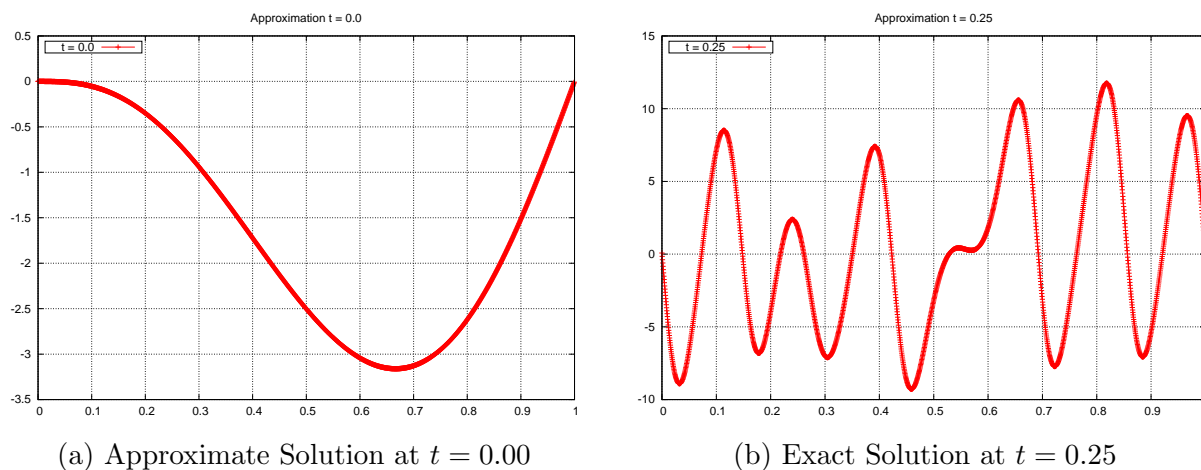 Approximation t = 0.0
0.5
0
-0.5
-1
-1.5
-2
-2.5
-3
-3.5
t = 0.0
0 0.1 0.2 0.3 0.4 0.5 0.6 0.7 0.8 0.9 1
(a) Approximate Solution at t = 0.00
Approximation t = 0.25
15
10
5
0
-5
-10
t = 0.25
0 0.1 0.2 0.3 0.4 0.5 0.6 0.7 0.8 0.9
(b) Exact Solution at t = 0.25